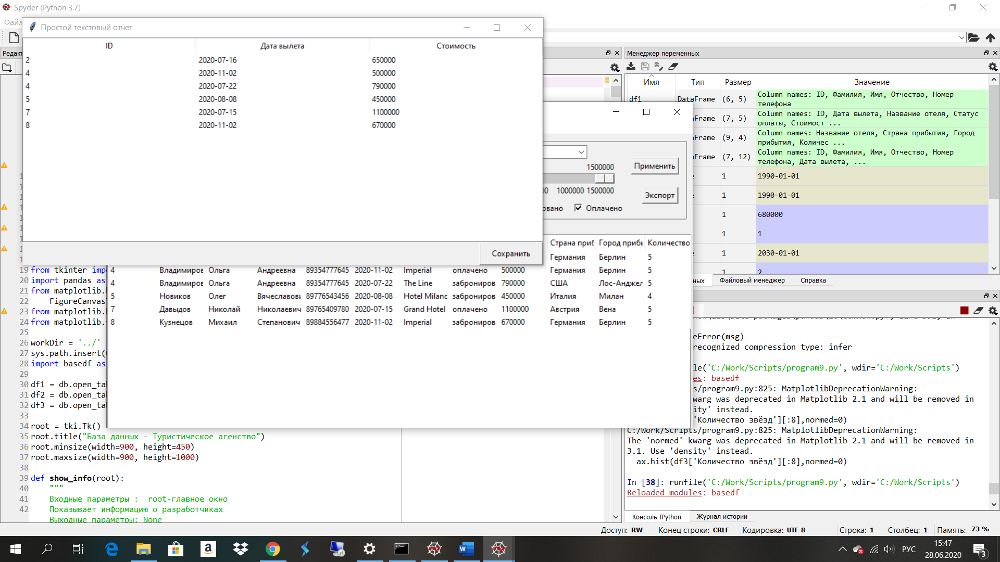 Spyder (Python 3.7)
Файл
Простой текстовый отчет
ID Дата вылета Стоимость
2 2020-07-16 650000
4 2020-11-02 500000
4 2020-07-22 790000
5 2020-08-08 450000
7 2020-07-15 1100000
8 2020-11-02 670000
Сохранить
1500000
1000000 1500000
Применить
Экспорт
Оплачено
Страна приб Город приб Количество
Германия Берлин 5
4 Владимиров Ольга Андреевна 89354777645 2020-11-02 Imperial оплачено 500000 Германия Берлин 5
4 Владимиров Ольга Андреевна 89354777645 2020-07-22 The Line заброниров 790000 США Лос-Анджел 5
5 Новиков Олег Вячеславови 89776543456 2020-08-08 Hotel Milanc заброниров 450000 Италия Милан 4
7 Давыдов Николай Николаевич 89765409780 2020-07-15 Grand Hotel оплачено 1100000 Австрия Вена 5
8 Кузнецов Михаил Степанович 89884556477 2020-11-02 Imperial заброниров 670000 Германия Берлин 5
Редакт
19 from tkinter imp
20 import pandas as
21 from matplotlib.
22 FigureCanvas
23 from matplotlib.
24 from matplotlib.
25
26 workDir = '../'
27 sys.path.insert(
28 import basedf as
29
30 df1 = db.open_ta
31 df2 = db.open_ta
32 df3 = db.open_ta
33
34 root = tki.Tk()
35 root.title("База данных - Туристическое агенство")
36 root.minsize(width=900, height=450)
37 root.maxsize(width=900, height=1000)
38
39 def show_info(root):
40 """
41 Входные параметры : root-главное окно
42 Показывает информацию о разработчиках
Выходные параметры: None
Менеджер переменных
Имя Тип Размер Значение
df1 DataFrame (6, 5) Column names: ID, Фамилия, Имя, Отчество, Номер
телефона
aFrame (7, 5) Column names: ID, Дата вылета, Название отеля, Статус
оплаты, Стоимост ...
aFrame (9, 4) Column names: Название отеля, Страна прибытия, Город
прибытия, Количес ...
aFrame (7, 12) Column names: ID, Фамилия, Имя, Отчество, Номер
телефона, Дата вылета, ...
1 1990-01-01
1 1990-01-01
1 680000
1 1
1 2030-01-01
1 2
ных Файловый менеджер Справка
eError(msg)
recognized compression type: infer
le('C:/Work/Scripts/program9.py', wdir='C:/Work/Scripts')
es: basedf
s/program9.py:825: MatplotlibDeprecationWarning:
kwarg was deprecated in Matplotlib 2.1 and will be removed in
ity' instead.
'Количество звёзд'][:8],normed=0)
C:/Work/Scripts/program9.py:825: MatplotlibDeprecationWarning:
The 'normed' kwarg was deprecated in Matplotlib 2.1 and will be removed in
3.1. Use 'density' instead.
ax.hist(df3['Количество звёзд'][:8],normed=0)
In [38]: runfile('C:/Work/Scripts/program9.py', wdir='C:/Work/Scripts')
Reloaded modules: basedf
Консоль IPython Журнал истории
Доступ: RW Конец строки: CRLF Кодировка: UTF-8 Строка: 1 Столбец: 1 Память: 73 %
РУС
15:47
28.06.2020
3